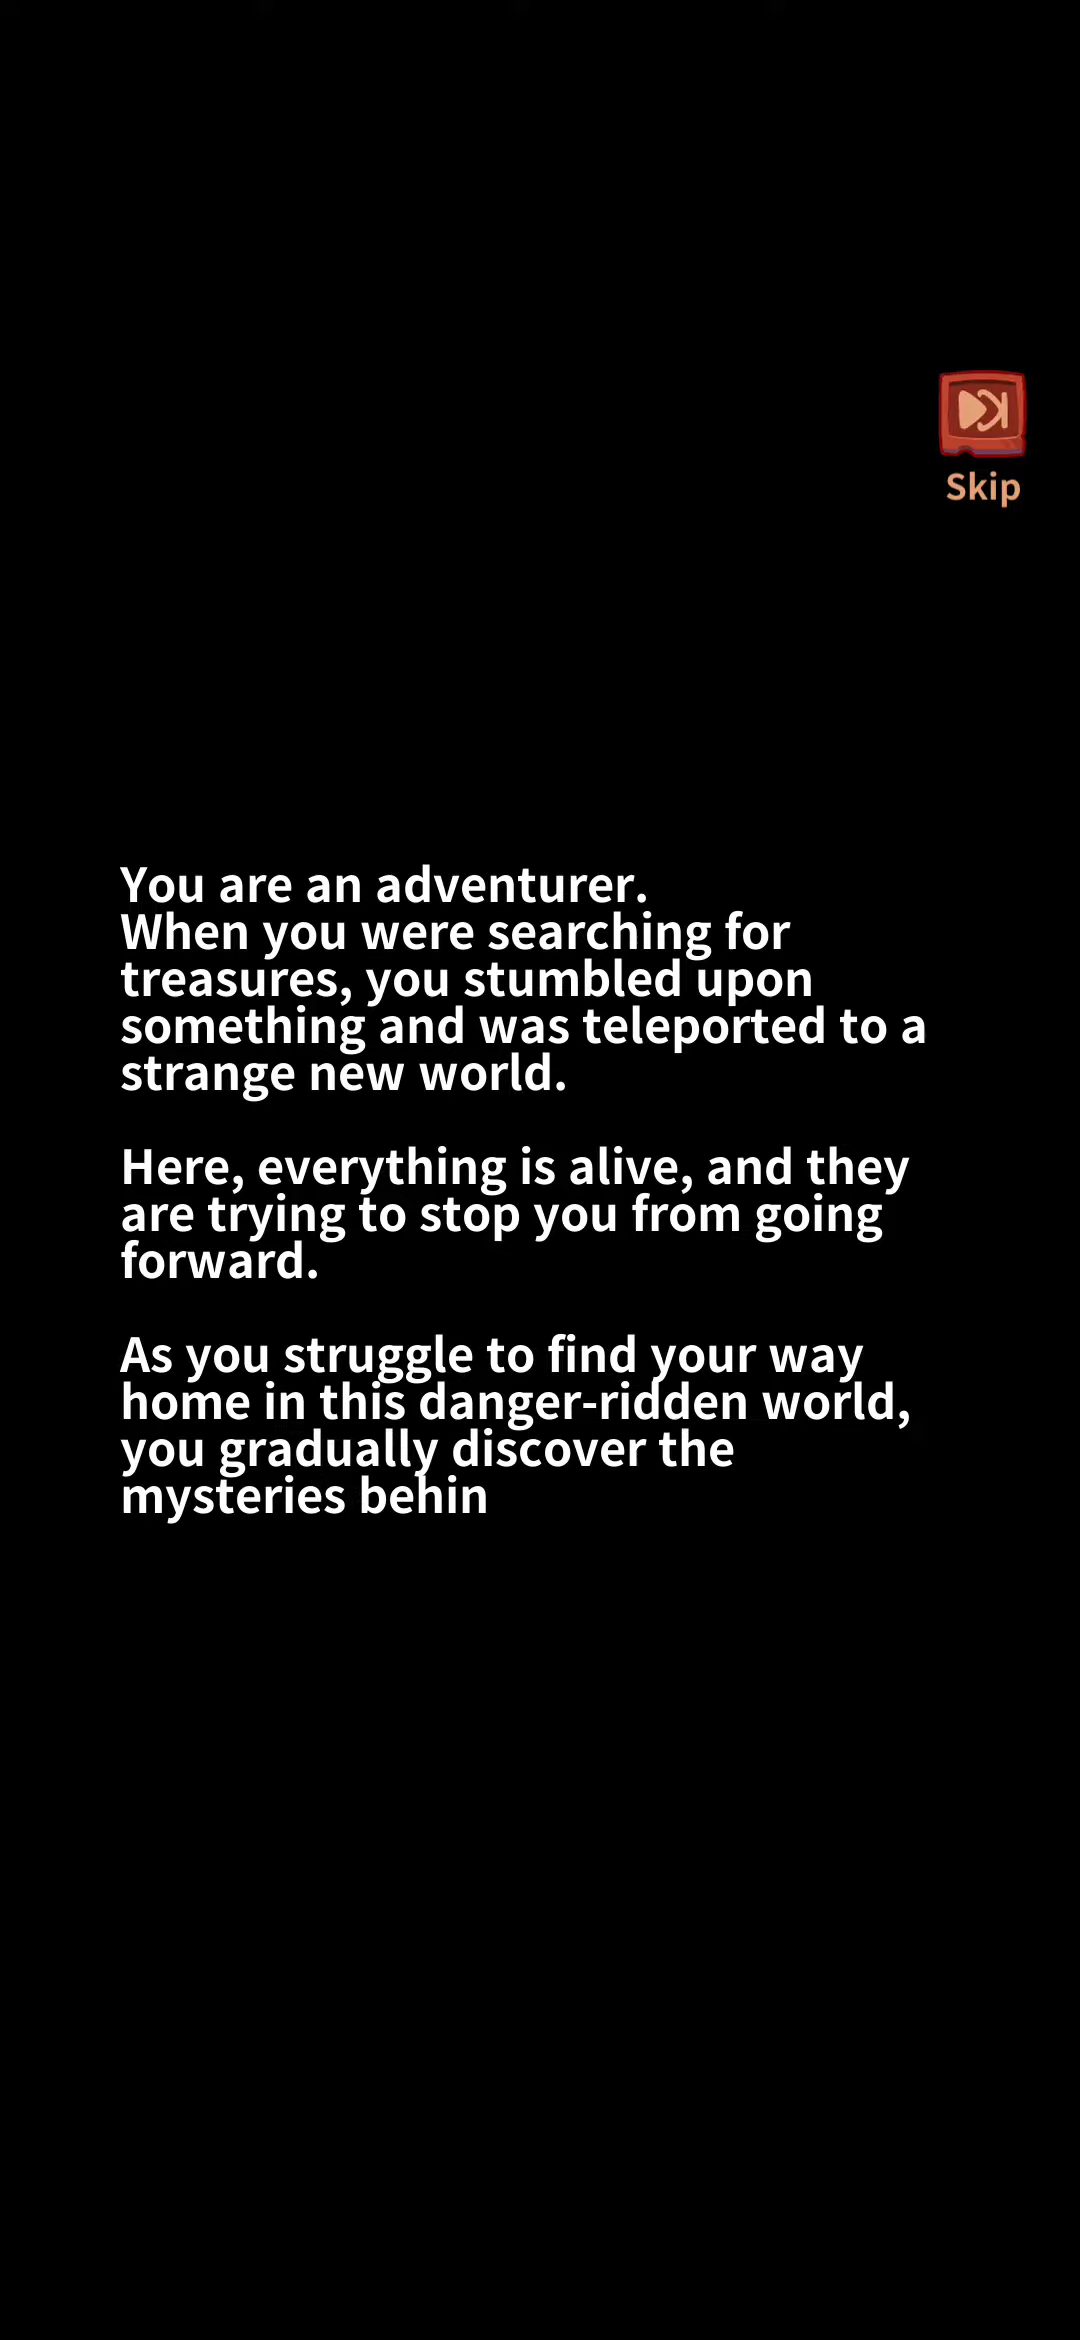 Skip
You are an adventurer.
When you were searching for
treasures, you stumbled upon
something and was teleported to a
strange new world.
Here, everything is alive, and they
are trying to stop you from going
forward.
As you struggle to find your way
home in this danger-ridden world,
you gradually discover the
mysteries behin